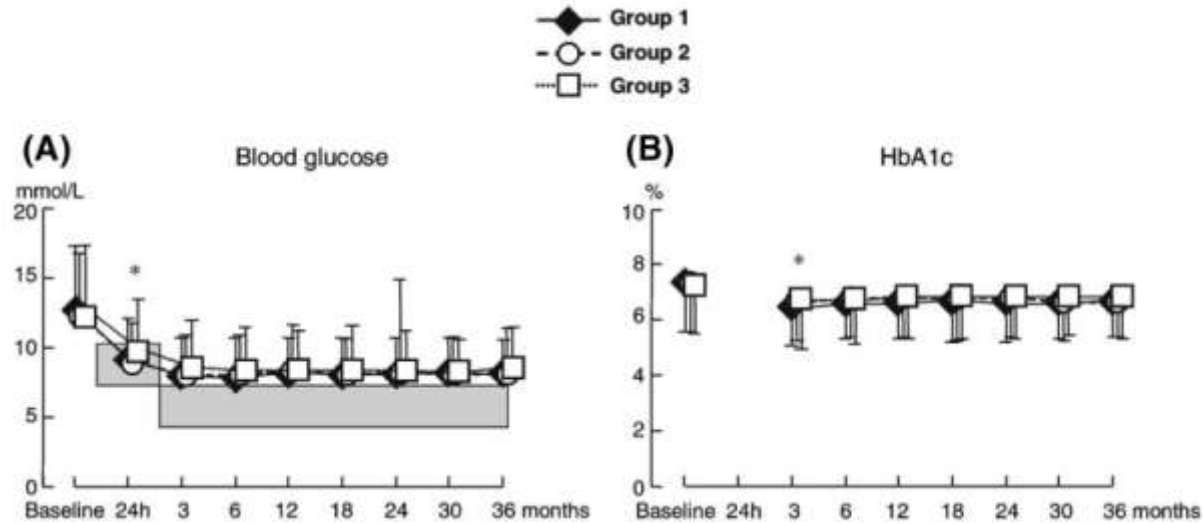 Group 1
Group 2
Group 3
(A)
Blood glucose
mmol/L
20
15
10
5
0
*
Baseline 24h 3 6 12 18 24 30 36 months
(B)
HbA1c
%
10
8
6
4
2
0
*
Baseline 24h 3 6 12 18 24 30 36 months